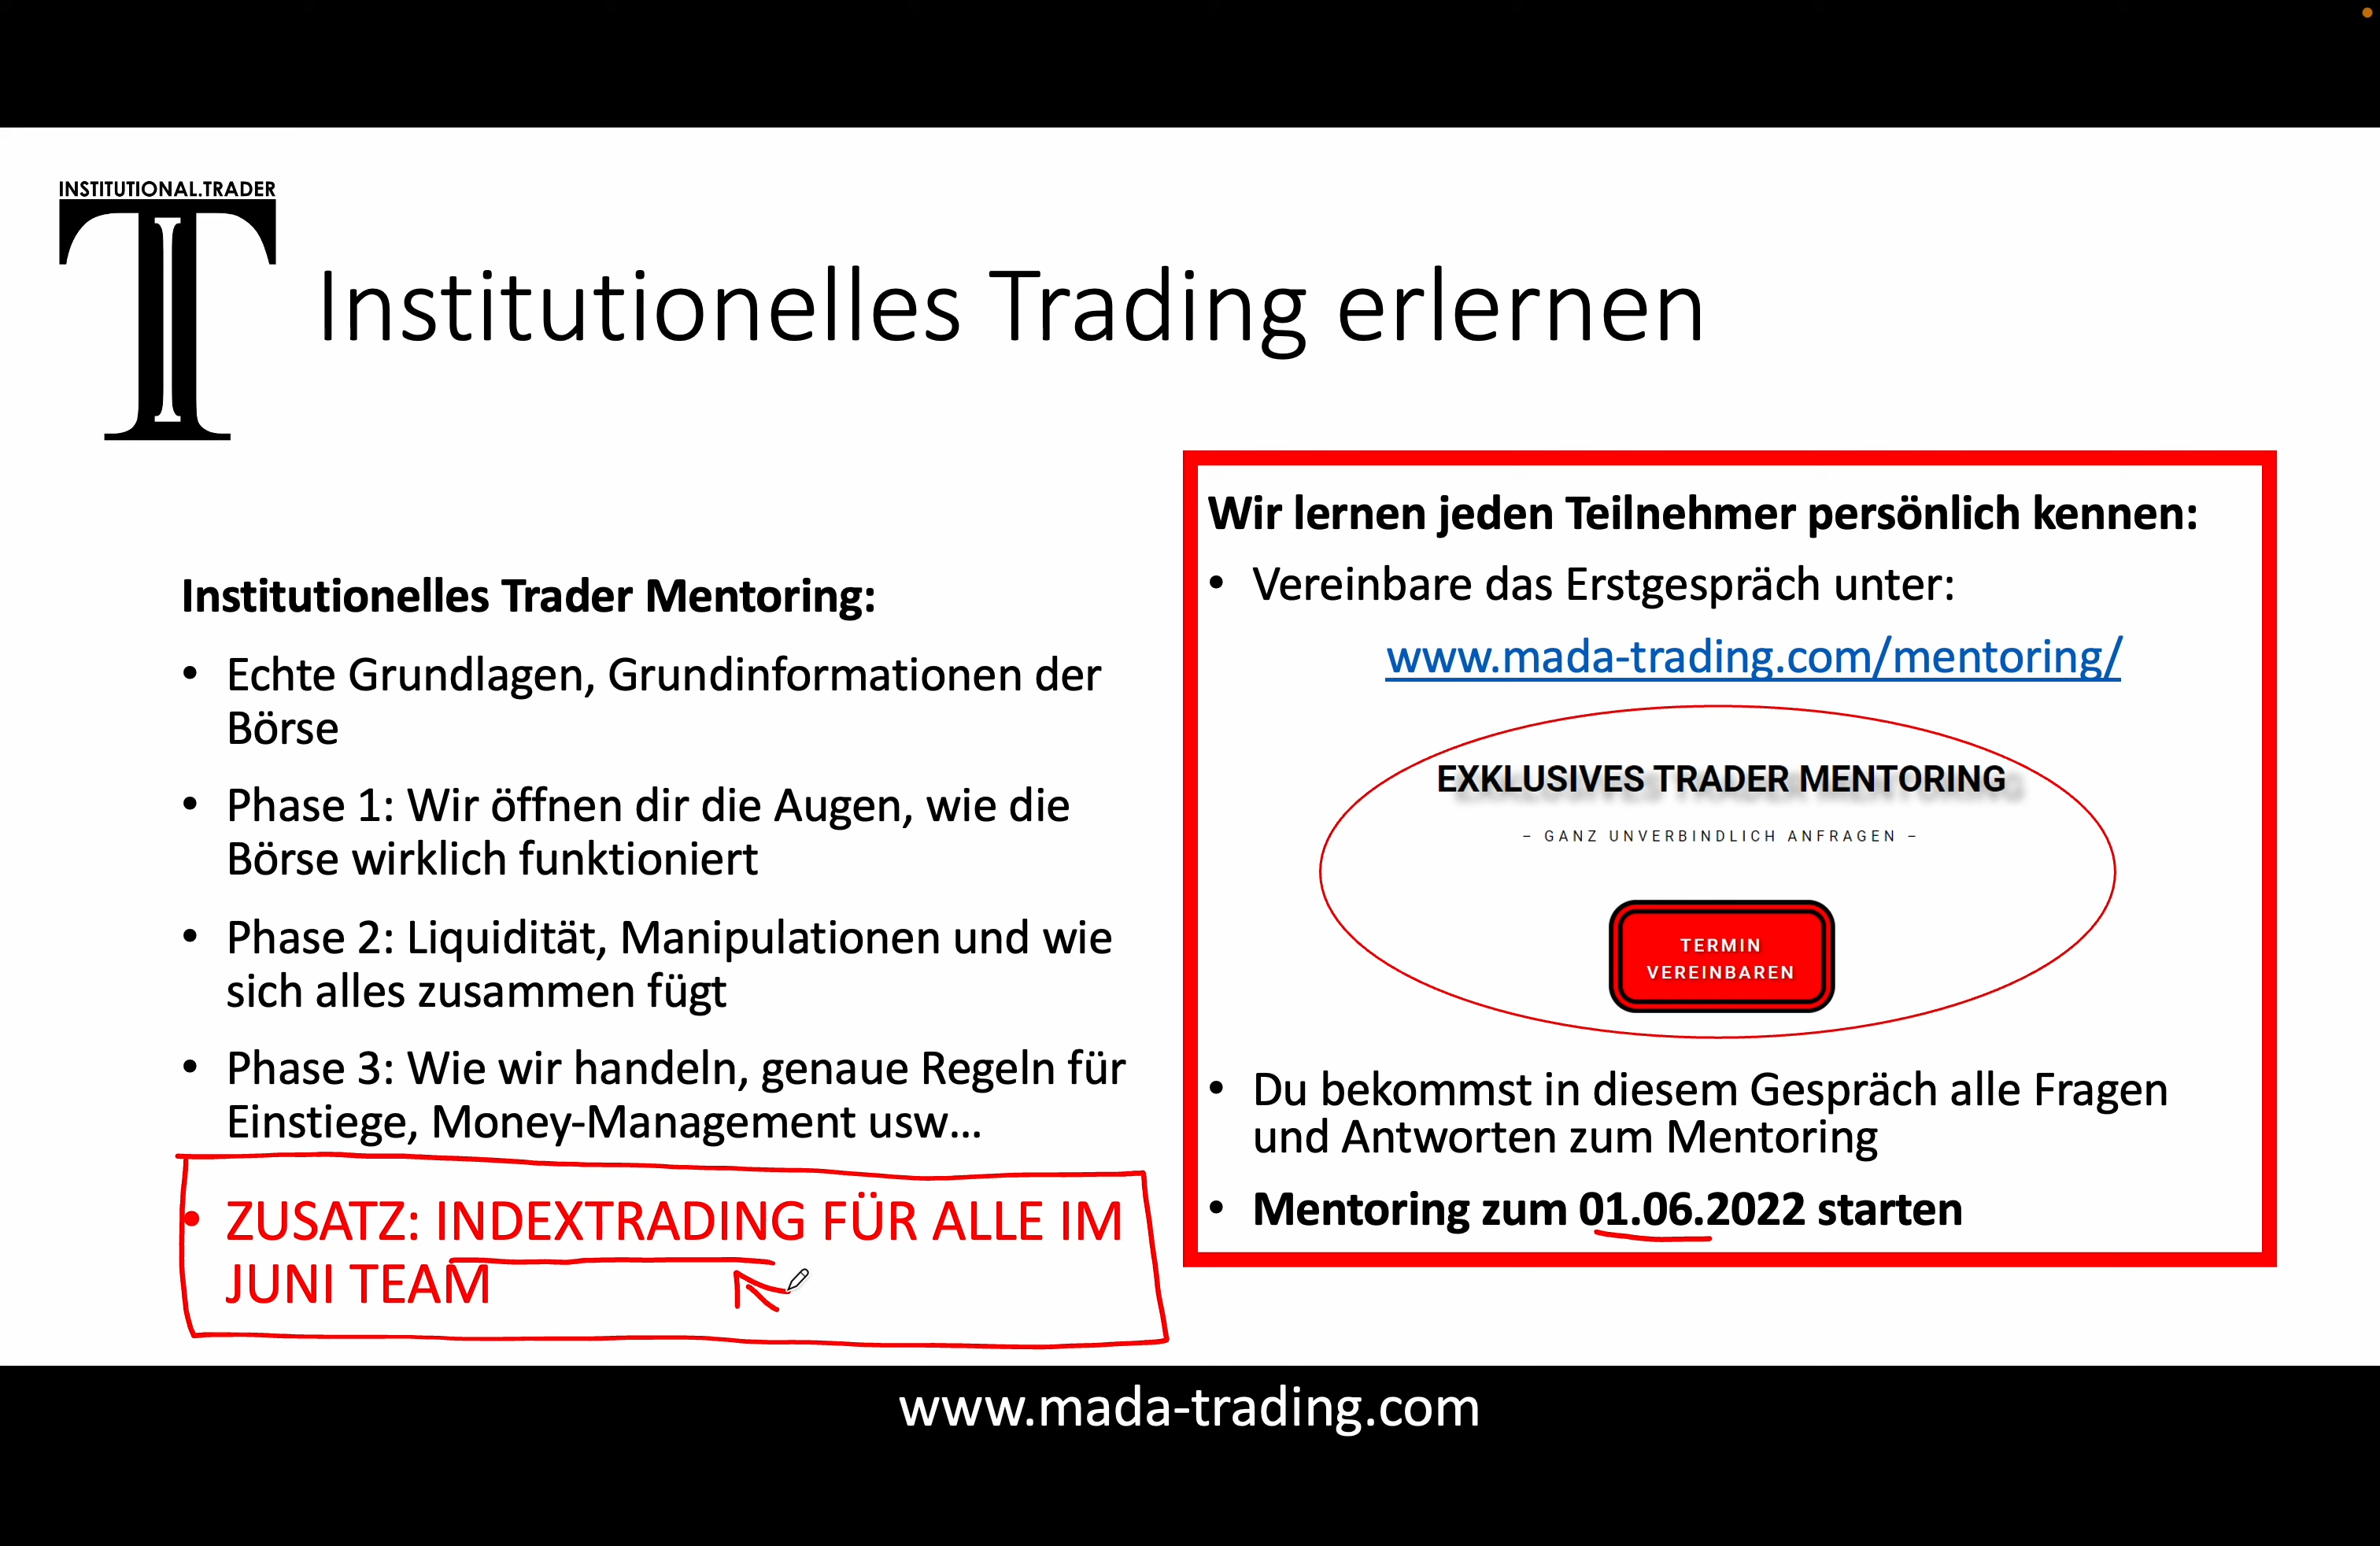 INSTITUTIONAL.TRADER
Institutionelles Trading erlernen
Institutionelles Trader Mentoring:
• Echte Grundlagen, Grundinformationen der
Börse
• Phase 1: Wir öffnen dir die Augen, wie die
Börse wirklich funktioniert
• Phase 2: Liquidität, Manipulationen und wie
sich alles zusammen fügt
• Phase 3: Wie wir handeln, genaue Regeln für
Einstiege, Money-Management usw...
• ZUSATZ: INDEXTRADING FÜR ALLE IM
JUNI TEAM
Wir lernen jeden Teilnehmer persönlich kennen:
• Vereinbare das Erstgespräch unter:
www.mada-trading.com/mentoring/
EXKLUSIVES TRADER MENTORING
– GANZ UNVERBINDLICH ANFRAGEN –
TERMIN
VEREINBAREN
• Du bekommst in diesem Gespräch alle Fragen
und Antworten zum Mentoring
• Mentoring zum 01.06.2022 starten
www.mada-trading.com